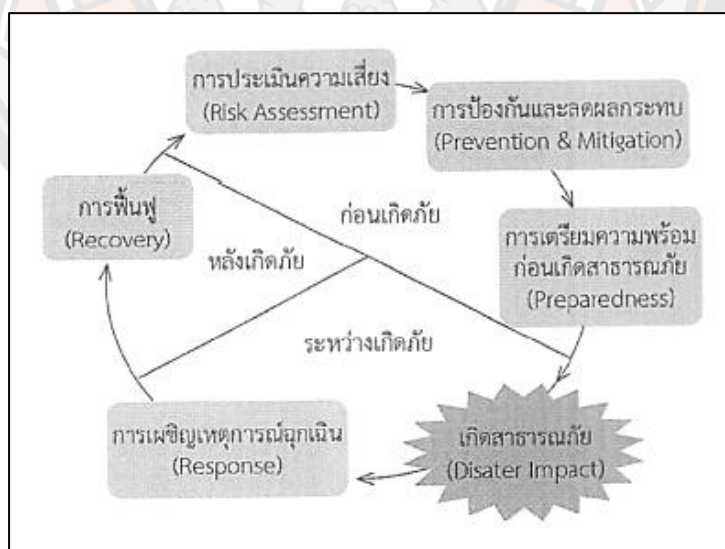 การประเมินความเสี่ยง
(Risk Assessment)
การป้องกันและลดผลกระทบ
(Prevention & Mitigation)
การเตรียมความพร้อม
ก่อนเกิดสาธารณภัย
(Preparedness)
เกิดสาธารณภัย
(Disater Impact)
การเผชิญเหตุการณ์ฉุกเฉิน
(Response)
การฟื้นฟู
(Recovery)
ก่อนเกิดภัย
หลังเกิดภัย
ระหว่างเกิดภัย